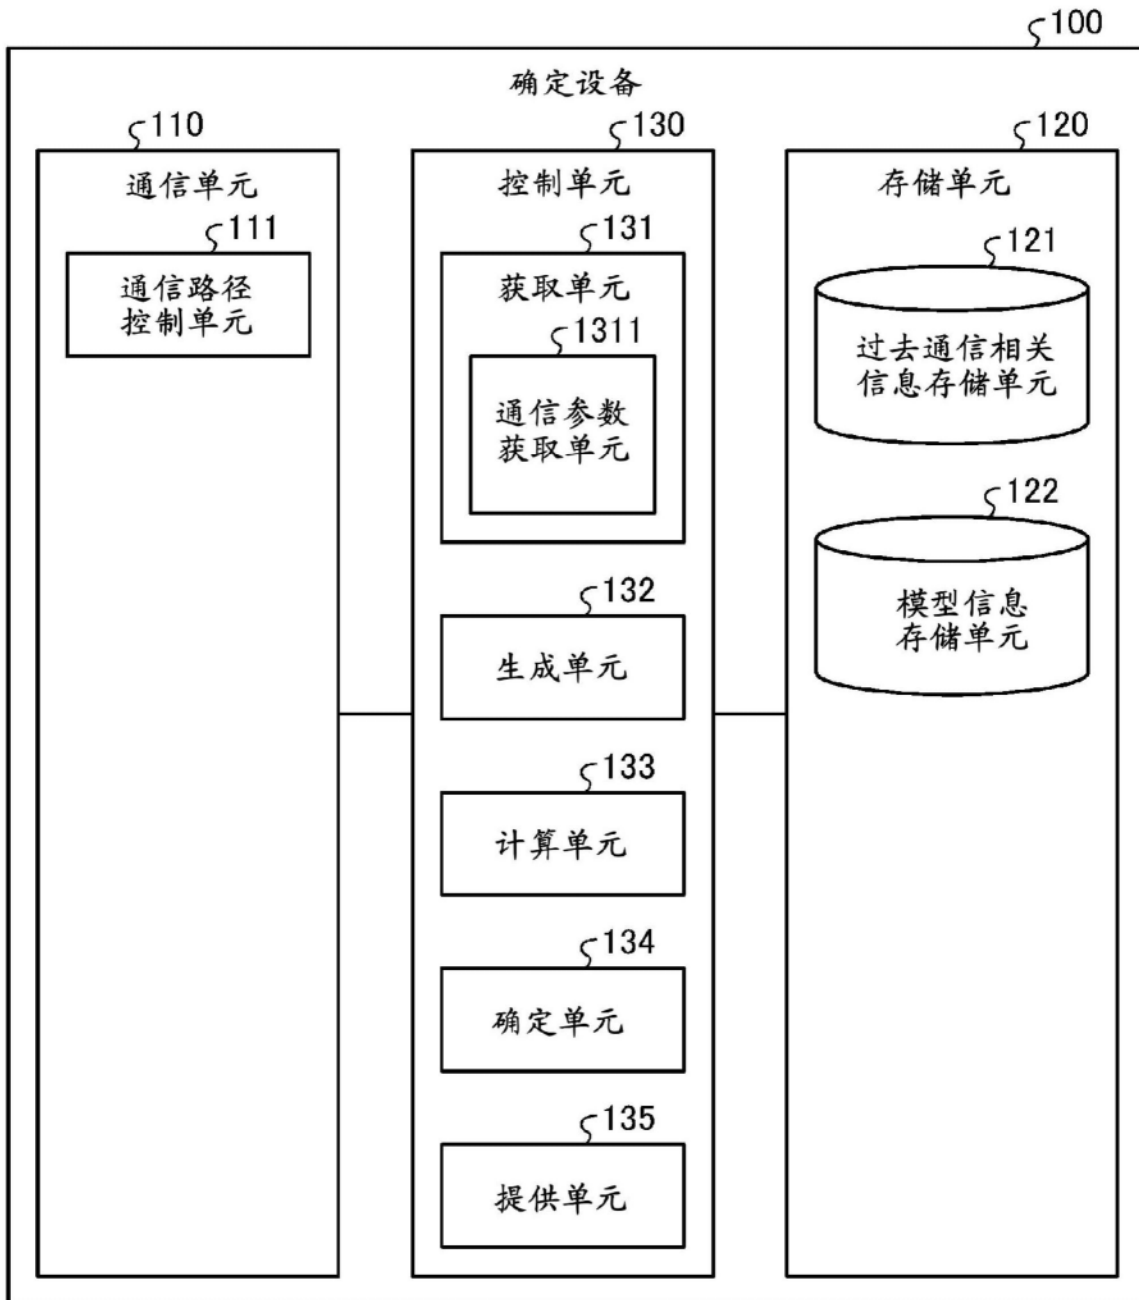 100
确定设备
110
通信单元
111
通信路径
控制单元
130
控制单元
131
获取单元
1311
通信参数
获取单元
132
生成单元
133
计算单元
134
确定单元
135
提供单元
120
存储单元
121
过去通信相关
信息存储单元
122
模型信息
存储单元